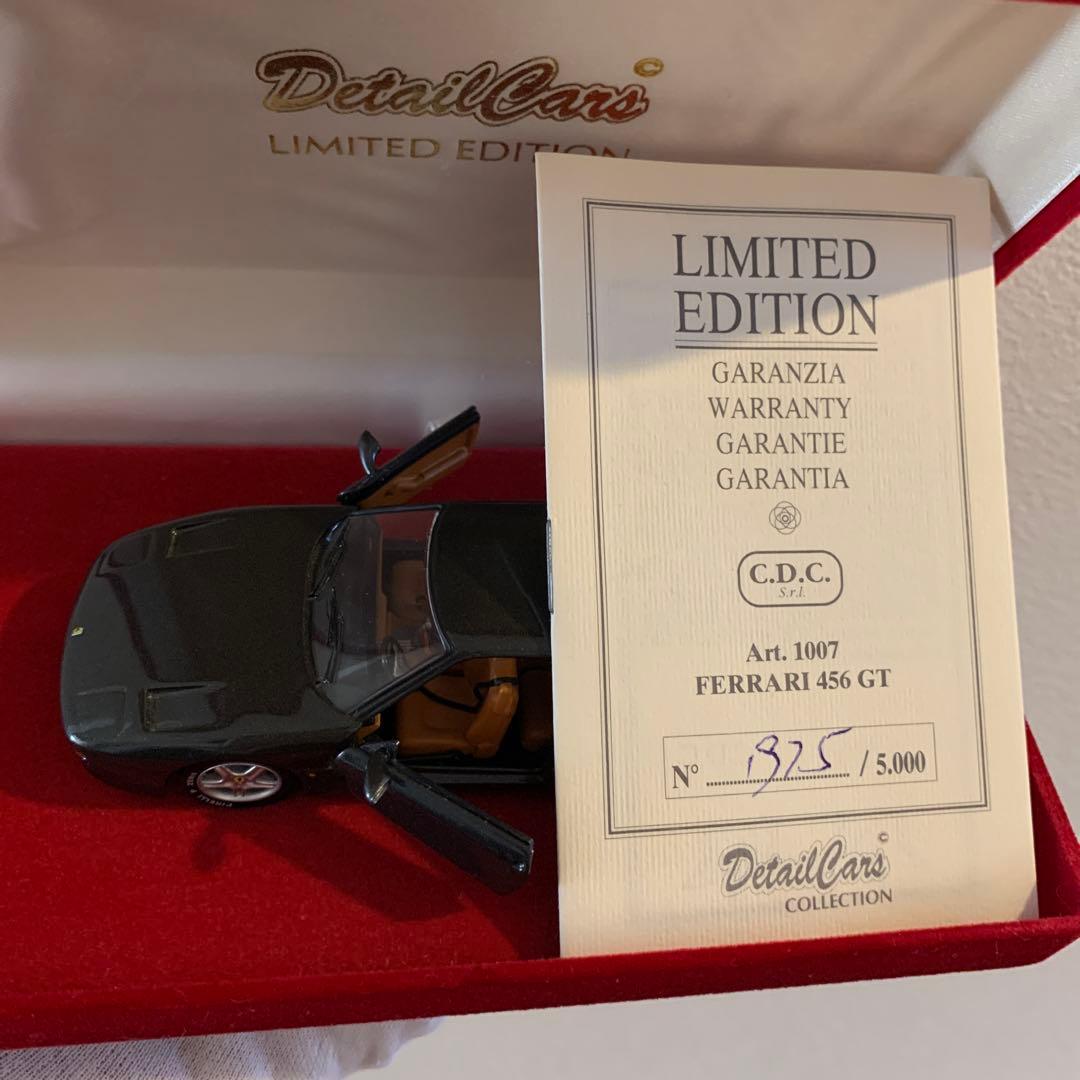 DetailCars©
LIMITED EDITION
LIMITED
EDITION
GARANZIA
WARRANTY
GARANTIE
GARANTIA
C.D.C.
S.r.l.
Art. 1007
FERRARI 456 GT
N° 1975 / 5.000
DetailCars©
COLLECTION
PIRELLI